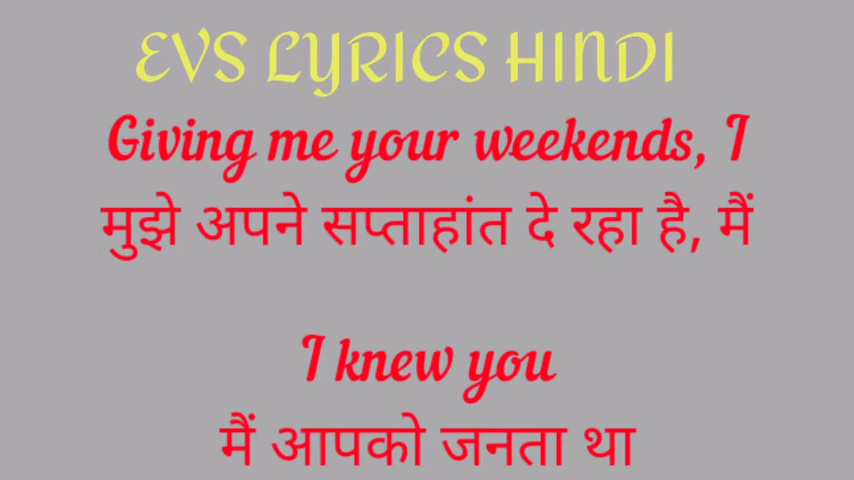 EVS LYRICS HINDI
Giving me your weekends, I
मुझे अपने सप्ताहांत दे रहा है, मैं
I knew you
मैं आपको जनता था